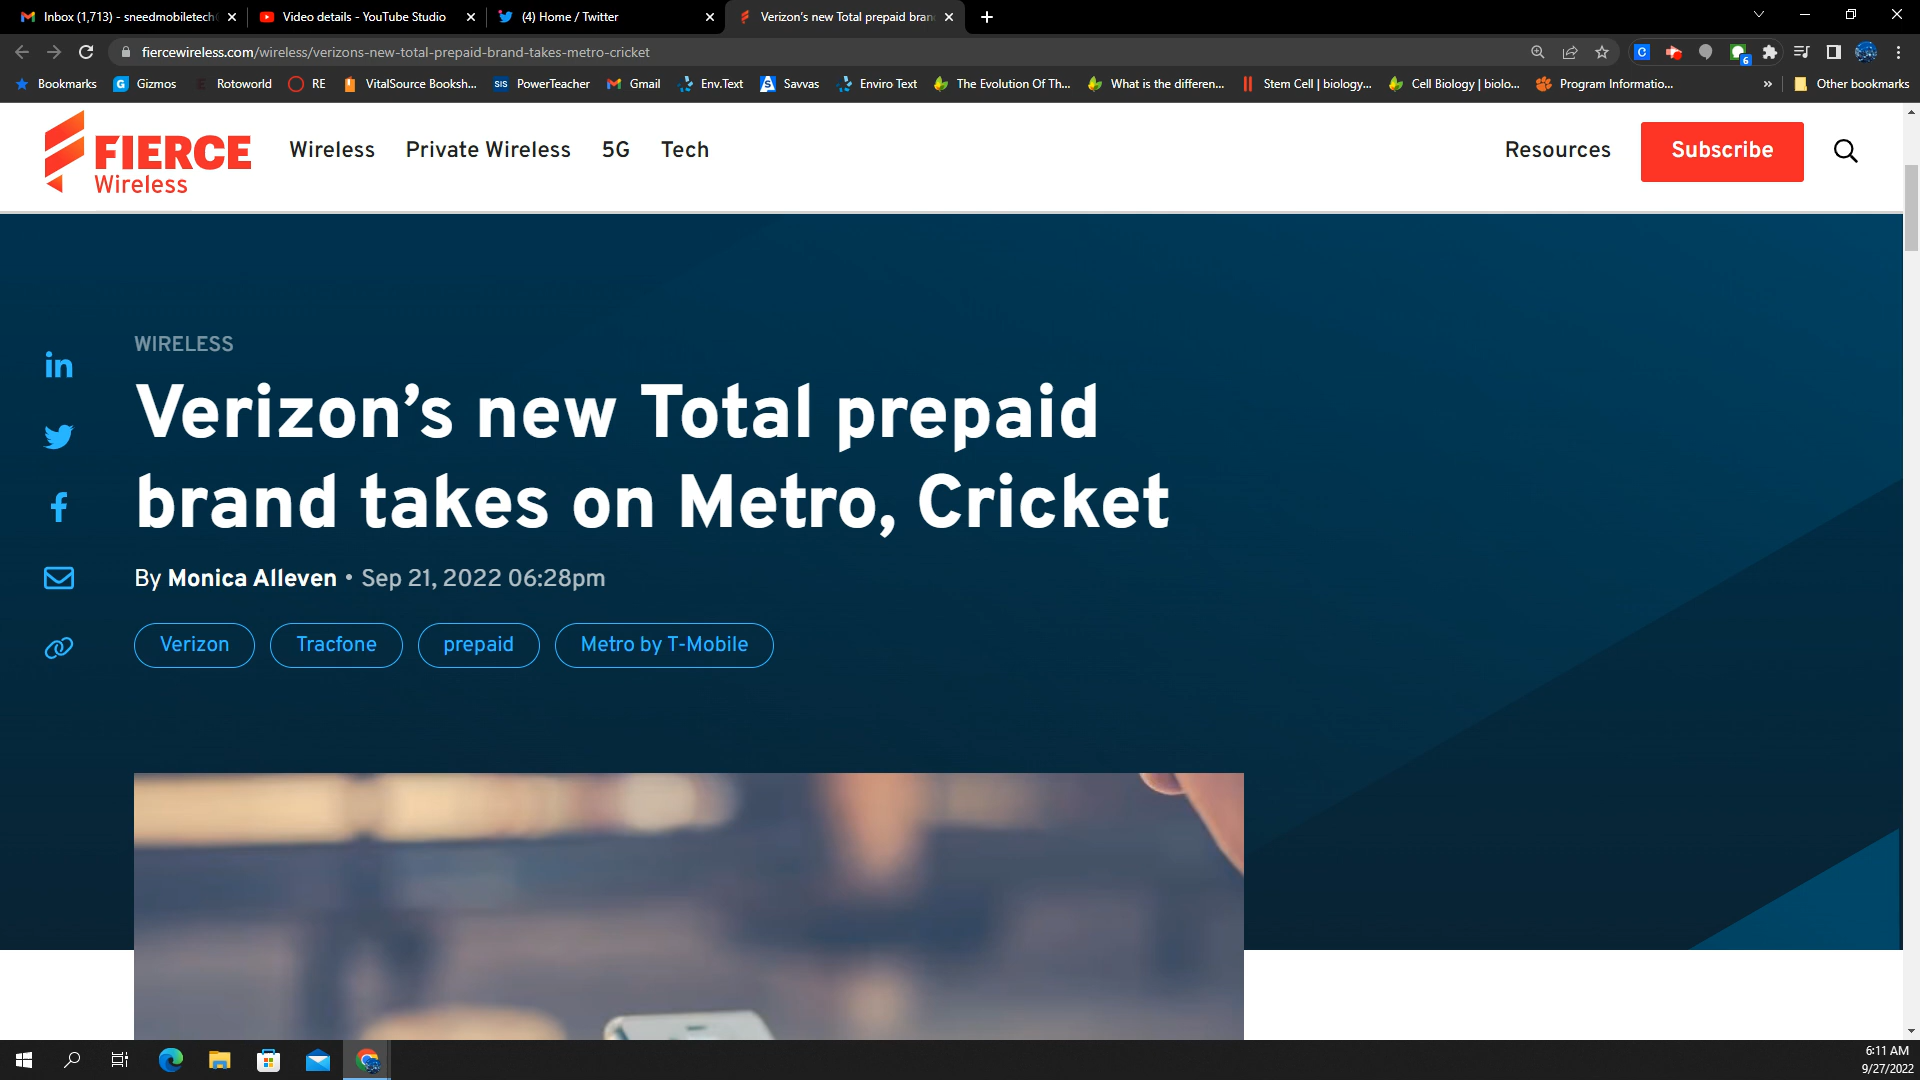 Inbox (1,713) - sneedmobiletech
Video details - YouTube Studio
(4) Home / Twitter
Verizon's new Total prepaid bran
fiercewireless.com/wireless/verizons-new-total-prepaid-brand-takes-metro-cricket
C
6
Bookmarks
G Gizmos
E Rotoworld
RE
VitalSource Booksh...
SIS PowerTeacher
Gmail
Env.Text
S Savvas
Enviro Text
The Evolution Of Th...
What is the differen...
Stem Cell | biology...
Cell Biology | biolo...
Program Informatio...
»
Other bookmarks
FIERCE
Wireless
Wireless
Private Wireless
5G
Tech
Resources
Subscribe
WIRELESS
in
Verizon's new Total prepaid
brand takes on Metro, Cricket
f
By Monica Alleven • Sep 21, 2022 06:28pm
Verizon
Tracfone
prepaid
Metro by T-Mobile
6:11 AM
9/27/2022